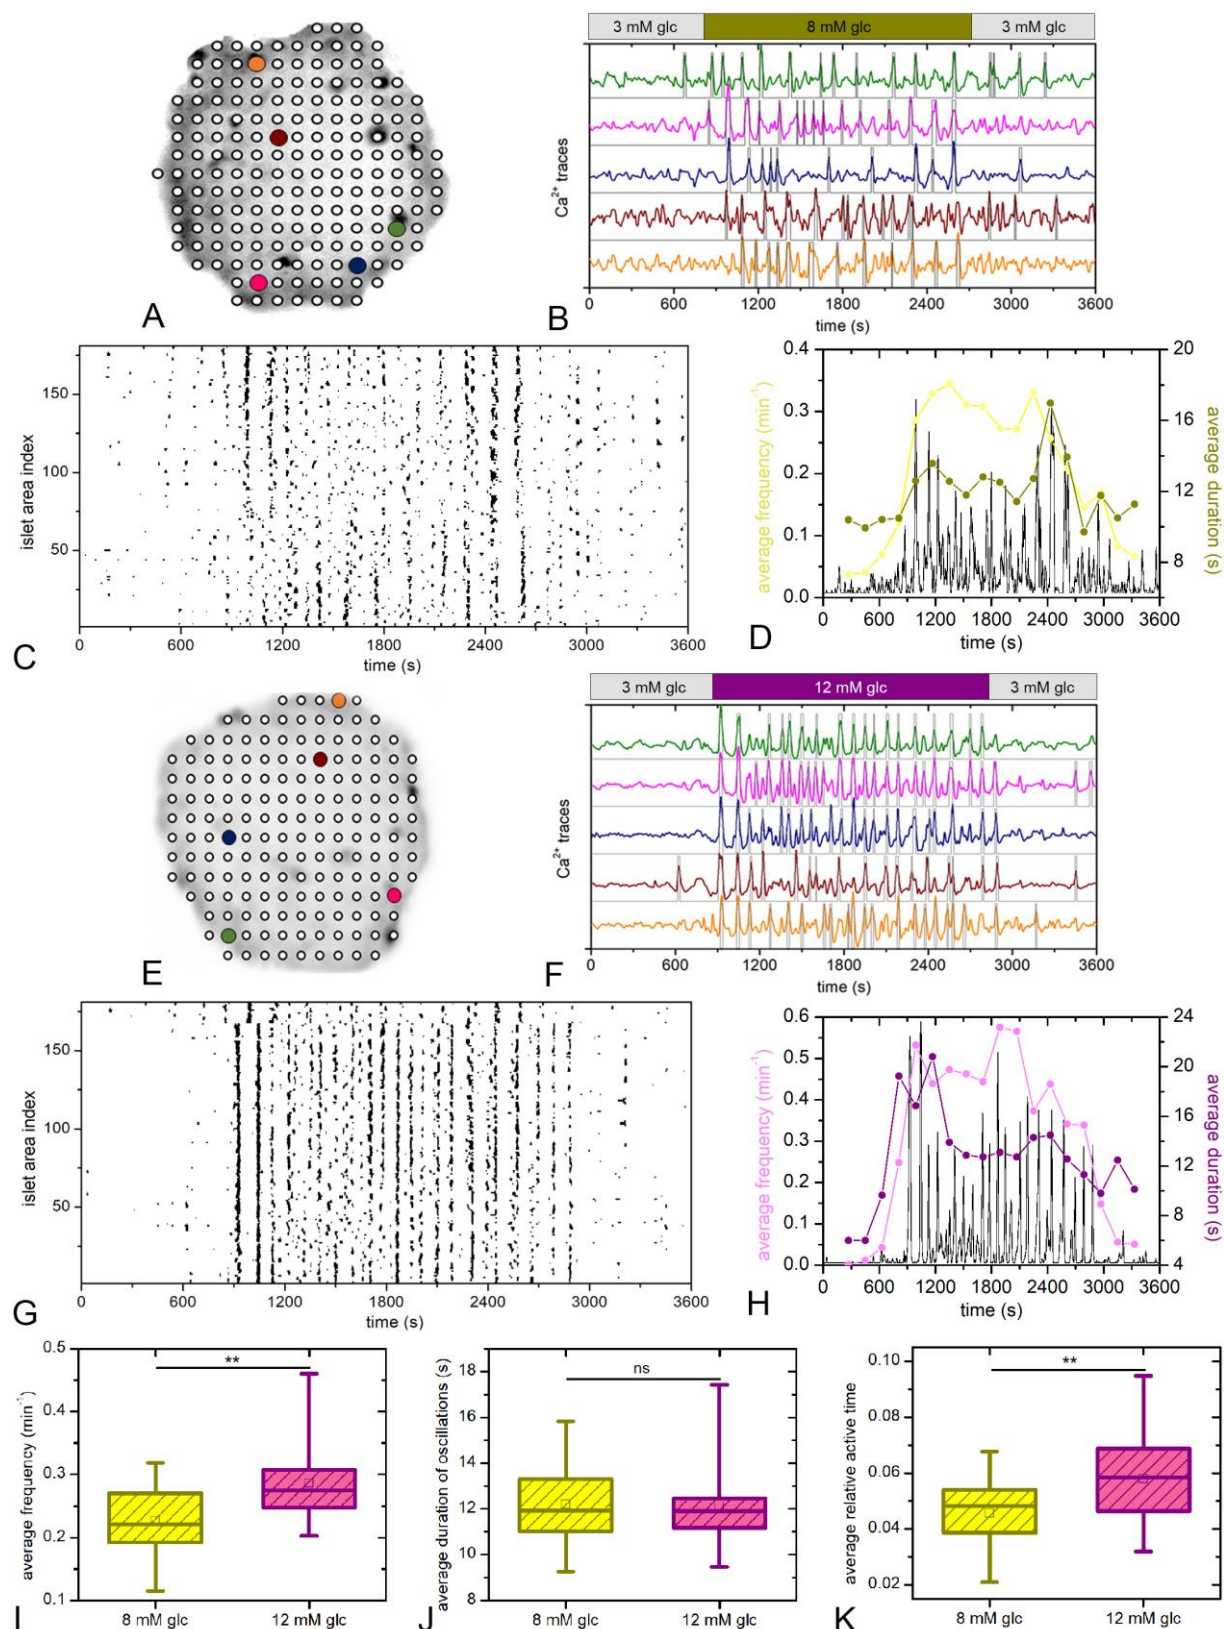 3 mM glc 8 mM glc 3 mM glc
Ca²⁺ traces
0 600 1200 1800 2400 3000 3600
time (s)
A
B
islet area index
150
100
50
0 600 1200 1800 2400 3000 3600
time (s)
C
average frequency (min⁻¹)
0.4
0.3
0.2
0.1
0.0
20
16
12
8
average duration (s)
0 600 1200 1800 2400 3000 3600
time (s)
D
3 mM glc 12 mM glc 3 mM glc
Ca²⁺ traces
0 600 1200 1800 2400 3000 3600
time (s)
E
F
islet area index
150
100
50
0 600 1200 1800 2400 3000 3600
time (s)
G
average frequency (min⁻¹)
0.6
0.5
0.4
0.3
0.2
0.1
0.0
24
20
16
12
8
4
average duration (s)
0 600 1200 1800 2400 3000 3600
time (s)
H
average frequency (min⁻¹)
0.5
0.4
0.3
0.2
0.1
**
8 mM glc 12 mM glc
I
average duration of oscillations (s)
18
17
16
15
14
13
12
11
10
9
8
ns
8 mM glc 12 mM glc
J
average relative active time
0.10
0.08
0.06
0.04
0.02
**
8 mM glc 12 mM glc
K